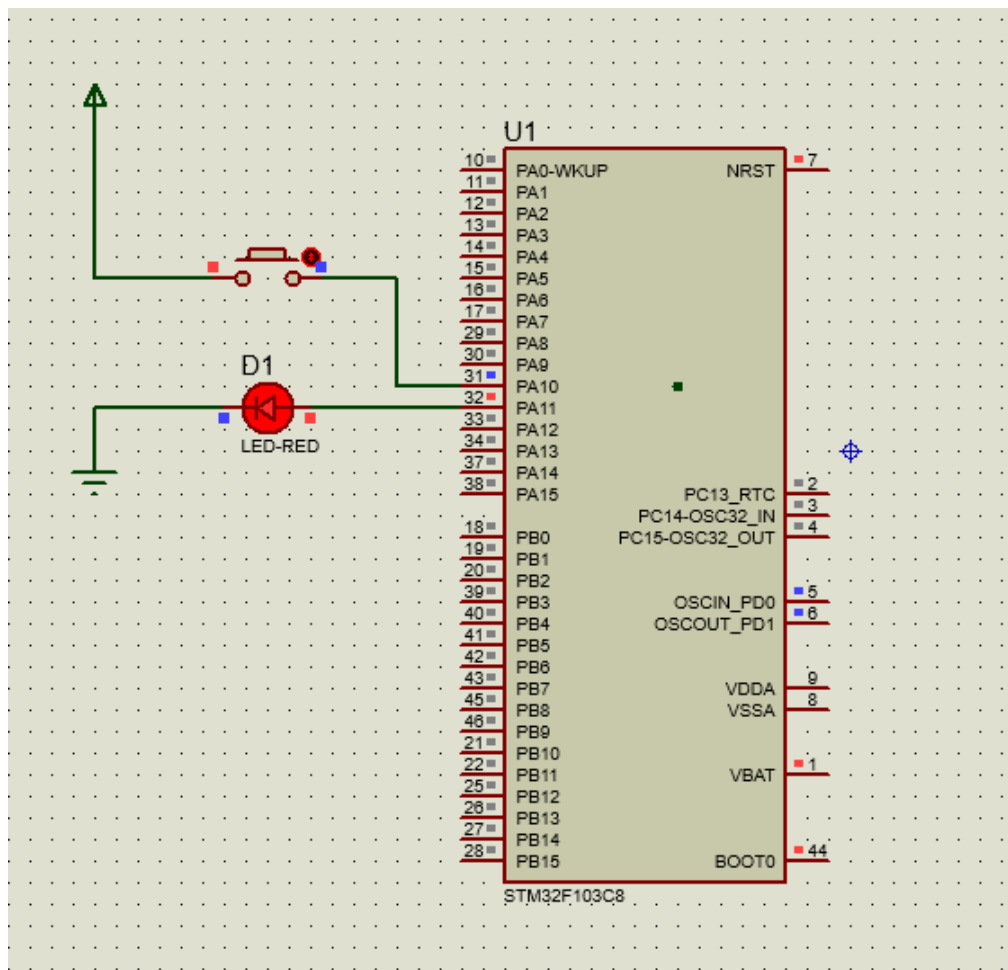 U1
10 PA0-WKUP NRST 7
11 PA1
12 PA2
13 PA3
14 PA4
15 PA5
16 PA6
17 PA7
29 PA8
30 PA9
31 PA10
32 PA11
33 PA12
34 PA13
37 PA14
38 PA15 PC13_RTC 2
PC14-OSC32_IN 3
18 PB0 PC15-OSC32_OUT 4
19 PB1
20 PB2
39 PB3 OSCIN_PD0 5
40 PB4 OSCOUT_PD1 6
41 PB5
42 PB6
43 PB7 VDDA 9
45 PB8 VSSA 8
46 PB9
21 PB10
22 PB11 VBAT 1
25 PB12
26 PB13
27 PB14
28 PB15 BOOT0 44
STM32F103C8
D1
LED-RED